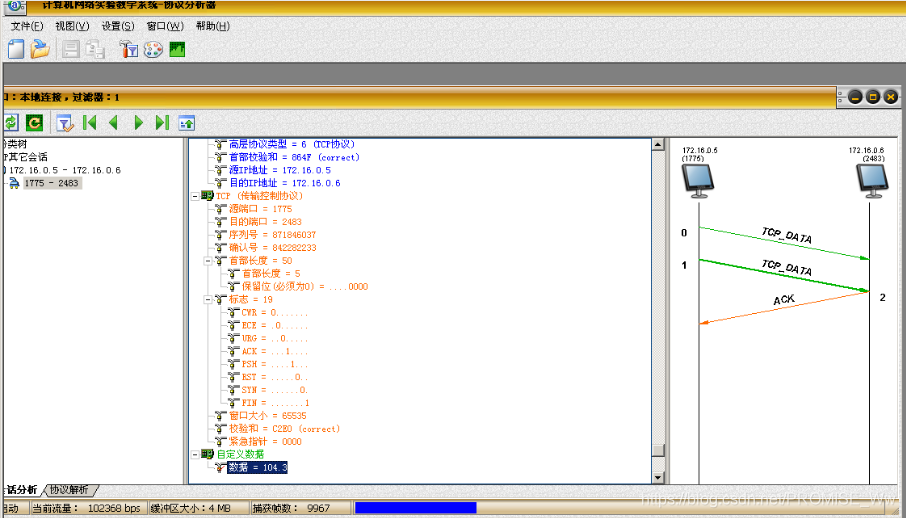 计算机网络实验教学系统-协议分析器
文件(F) 视图(V) 设置(S) 窗口(W) 帮助(H)
口：本地连接，过滤器：1
分类树
P其它会话
172.16.0.5 - 172.16.0.6
1775 - 2483
高层协议类型 = 6 (TCP协议)
首部校验和 = 864F (correct)
源IP地址 = 172.16.0.5
目的IP地址 = 172.16.0.6
TCP (传输控制协议)
源端口 = 1775
目的端口 = 2483
序列号 = 871846037
确认号 = 842282233
首部长度 = 50
首部长度 = 5
保留位(必须为0) = ....0000
标志 = 19
CWR = 0.......
ECE = .0......
URG = ..0.....
ACK = ...1....
PSH = ....1...
RST = .....0..
SYN = ......0.
FIN = .......1
窗口大小 = 65535
校验和 = C2E0 (correct)
紧急指针 = 0000
自定义数据
数据 = 104.3
172.16.0.5
(1775)
172.16.0.6
(2483)
0
TCP_DATA
1
TCP_DATA
2
ACK
话分析 协议解析
启动 当前流量： 102368 bps 缓冲区大小：4 MB 捕获帧数： 9967
https://blog.csdn.net/PROMISE_WW